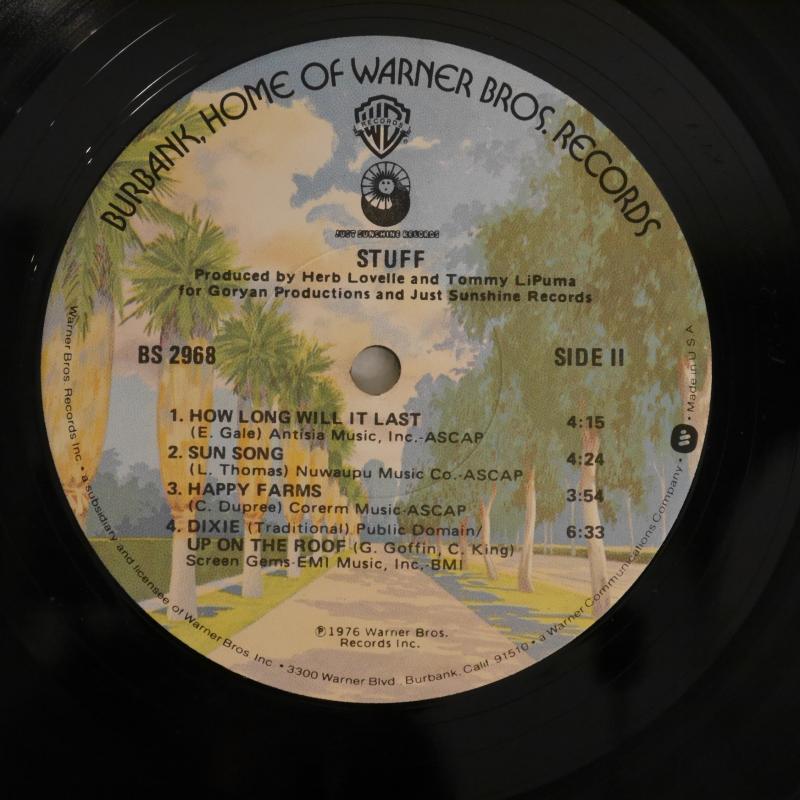 BURBANK, HOME OF WARNER BROS. RECORDS
RECORDS
JUST SUNSHINE RECORDS
STUFF
Produced by Herb Lovelle and Tommy LiPuma
for Goryan Productions and Just Sunshine Records
BS 2968
SIDE II
1. HOW LONG WILL IT LAST 4:15
(E. Gale) Antisia Music, Inc.-ASCAP
2. SUN SONG 4:24
(L. Thomas) Nuwaupu Music Co.-ASCAP
3. HAPPY FARMS 3:54
(C. Dupree) Corerm Music-ASCAP
4. DIXIE (Traditional) Public Domain/ 6:33
UP ON THE ROOF (G. Goffin, C. King)
Screen Gems-EMI Music, Inc.-BMI
℗1976 Warner Bros.
Records Inc.
Warner Bros. Records Inc. • a subsidiary and licensee of Warner Bros. Inc. • 3300 Warner Blvd., Burbank, Calif. 91510 • a Warner Communications Company • Made in U.S.A.